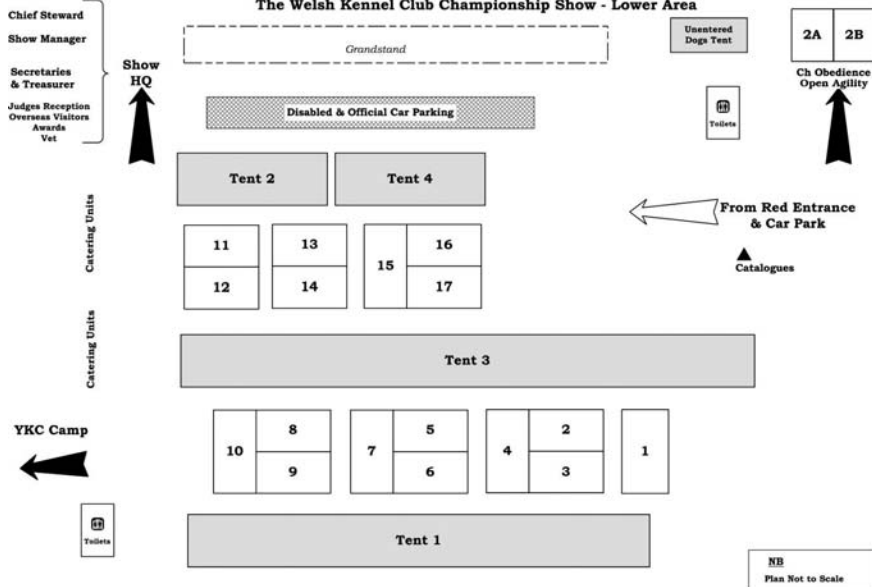 The Welsh Kennel Club Championship Show - Lower Area
Chief Steward
Show Manager
Secretaries
& Treasurer
Judges Reception
Overseas Visitors
Awards
Vet
Show
HQ
Grandstand
Unentered
Dogs Tent
2A 2B
Ch Obedience
Open Agility
Disabled & Official Car Parking
Toilets
Tent 2
Tent 4
From Red Entrance
& Car Park
Catalogues
Catering Units
11
12
13
14
15
16
17
Catering Units
Tent 3
YKC Camp
10
8
9
7
5
6
4
2
3
1
Toilets
Tent 1
NB
Plan Not to Scale